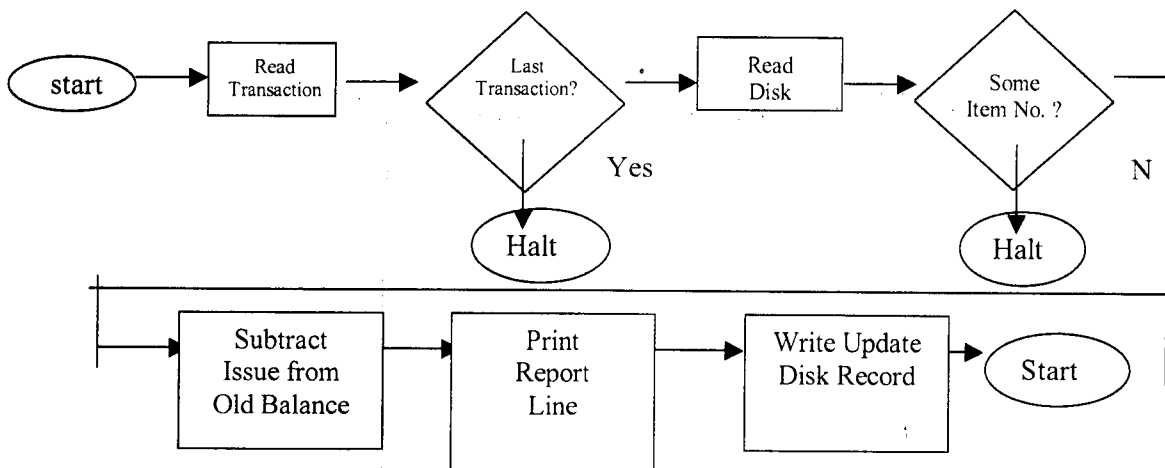 start
Read
Transaction
Last
Transaction?
Read
Disk
Some
Item No. ?
Yes
N
Halt
Halt
Subtract
Issue from
Old Balance
Print
Report
Line
Write Update
Disk Record
Start